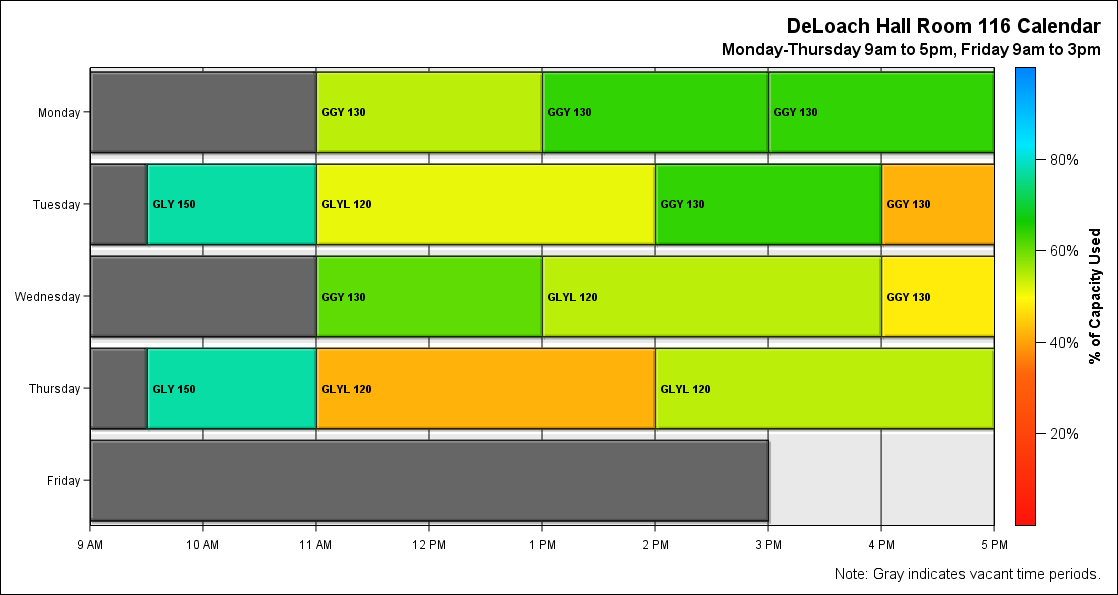 DeLoach Hall Room 116 Calendar
Monday-Thursday 9am to 5pm, Friday 9am to 3pm
Monday
GGY 130
GGY 130
GGY 130
Tuesday
GLY 150
GLYL 120
GGY 130
GGY 130
Wednesday
GGY 130
GLYL 120
GGY 130
Thursday
GLY 150
GLYL 120
GLYL 120
Friday
9 AM
10 AM
11 AM
12 PM
1 PM
2 PM
3 PM
4 PM
5 PM
80%
60%
40%
20%
% of Capacity Used
Note: Gray indicates vacant time periods.